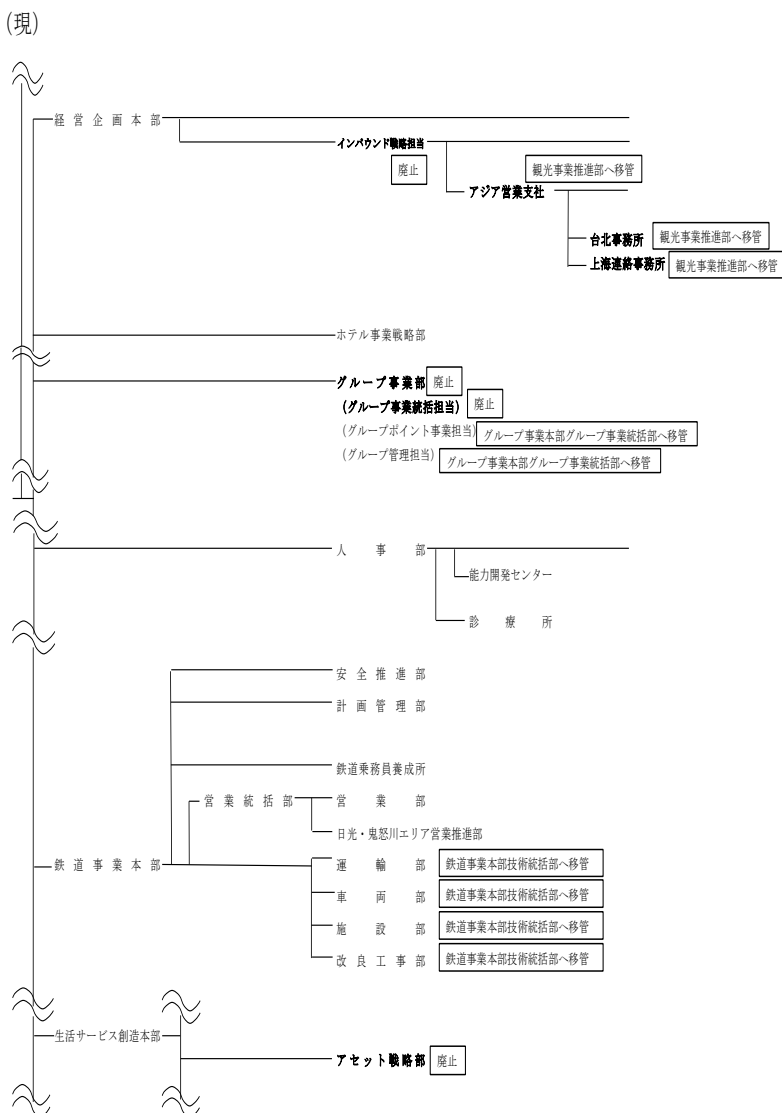 (現)
経営企画本部
インバウンド戦略担当
廃止 観光事業推進部へ移管
アジア営業支社
台北事務所 観光事業推進部へ移管
上海連絡事務所 観光事業推進部へ移管
ホテル事業戦略部
グループ事業部 廃止
(グループ事業統括担当) 廃止
(グループポイント事業担当) グループ事業本部グループ事業統括部へ移管
(グループ管理担当) グループ事業本部グループ事業統括部へ移管
人事部
能力開発センター
診療所
安全推進部
計画管理部
鉄道乗務員養成所
営業統括部 営業部
日光・鬼怒川エリア営業推進部
鉄道事業本部 運輸部 鉄道事業本部技術統括部へ移管
車両部 鉄道事業本部技術統括部へ移管
施設部 鉄道事業本部技術統括部へ移管
改良工事部 鉄道事業本部技術統括部へ移管
生活サービス創造本部
アセット戦略部 廃止